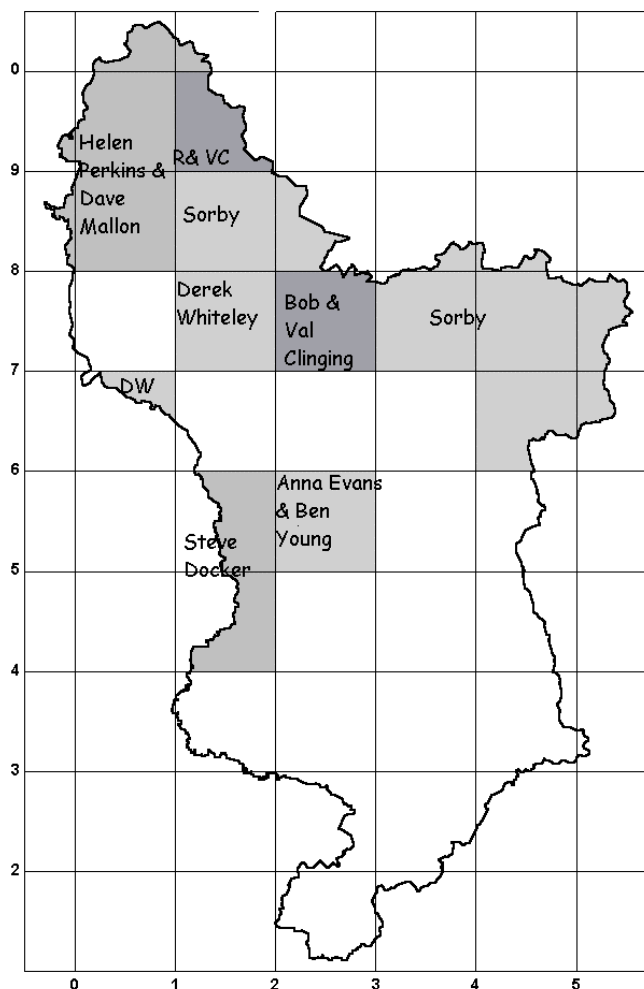 0
Helen
Perkins &
Dave
Mallon
R& VC
9
Sorby
8
Derek
Whiteley
Bob &
Val
Clinging
Sorby
7
DW
6
Anna Evans
& Ben
Young
Steve
Docker
5
4
3
2
0 1 2 3 4 5